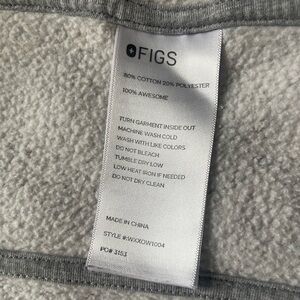 FIGS
80% COTTON 20% POLYESTER
100% AWESOME
TURN GARMENT INSIDE OUT
MACHINE WASH COLD
WASH WITH LIKE COLORS
DO NOT BLEACH
TUMBLE DRY LOW
LOW HEAT IRON IF NEEDED
DO NOT DRY CLEAN
MADE IN CHINA
STYLE #:WXXOW1004
PO# 3153